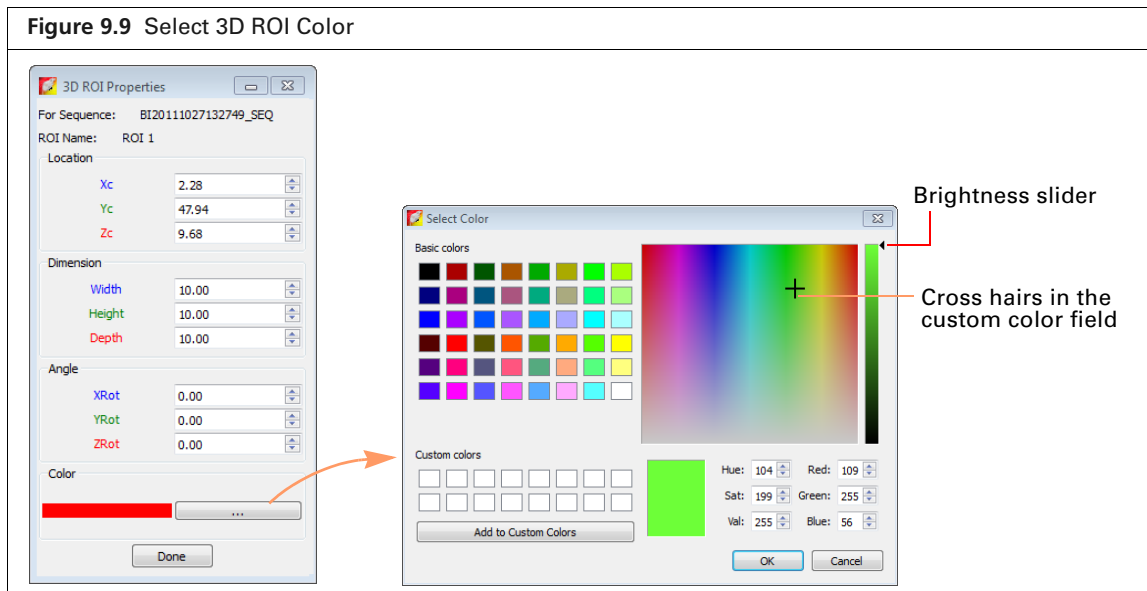 Figure 9.9 Select 3D ROI Color
3D ROI Properties
For Sequence: BI20111027132749_SEQ
ROI Name: ROI 1
Location
Xc 2.28
Yc 47.94
Zc 9.68
Dimension
Width 10.00
Height 10.00
Depth 10.00
Angle
XRot 0.00
YRot 0.00
ZRot 0.00
Color
...
Done
Select Color
Basic colors
Custom colors
Add to Custom Colors
Hue: 104 Red: 109
Sat: 199 Green: 255
Val: 255 Blue: 56
OK Cancel
Brightness slider
Cross hairs in the
custom color field